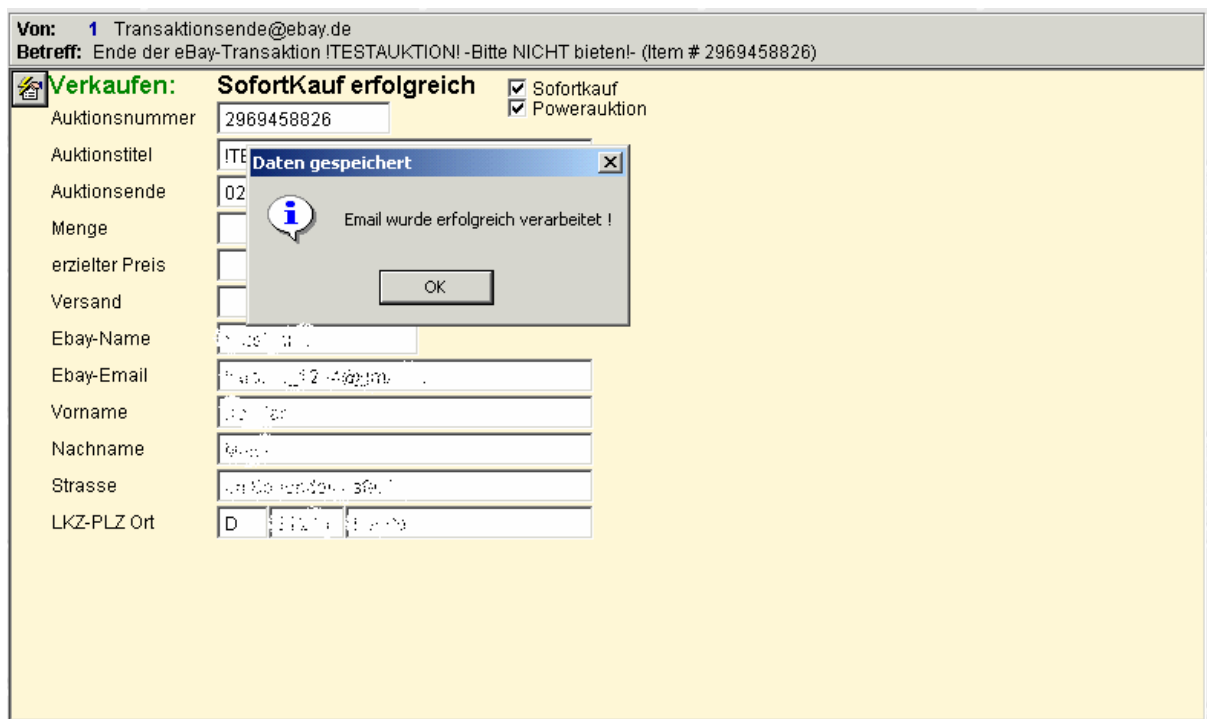 Von: 1 Transaktionsende@ebay.de
Betreff: Ende der eBay-Transaktion !TESTAUKTION! -Bitte NICHT bieten!- (Item # 2969458826)
Verkaufen: SofortKauf erfolgreich
Sofortkauf
Powerauktion
Auktionsnummer 2969458826
Auktionstitel
Daten gespeichert
Auktionsende 02
Email wurde erfolgreich verarbeitet !
Menge
erzielter Preis
OK
Versand
Ebay-Name
Ebay-Email
Vorname
Nachname
Strasse
LKZ-PLZ Ort D